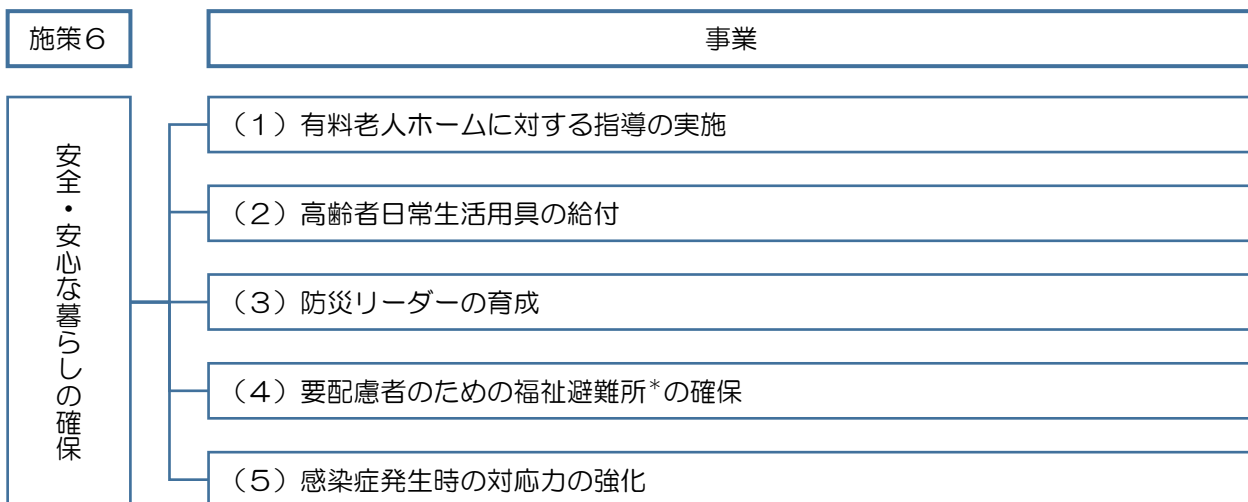 施策6
事業
安全・安心な暮らしの確保
(1)有料老人ホームに対する指導の実施
(2)高齢者日常生活用具の給付
(3)防災リーダーの育成
(4)要配慮者のための福祉避難所*の確保
(5)感染症発生時の対応力の強化